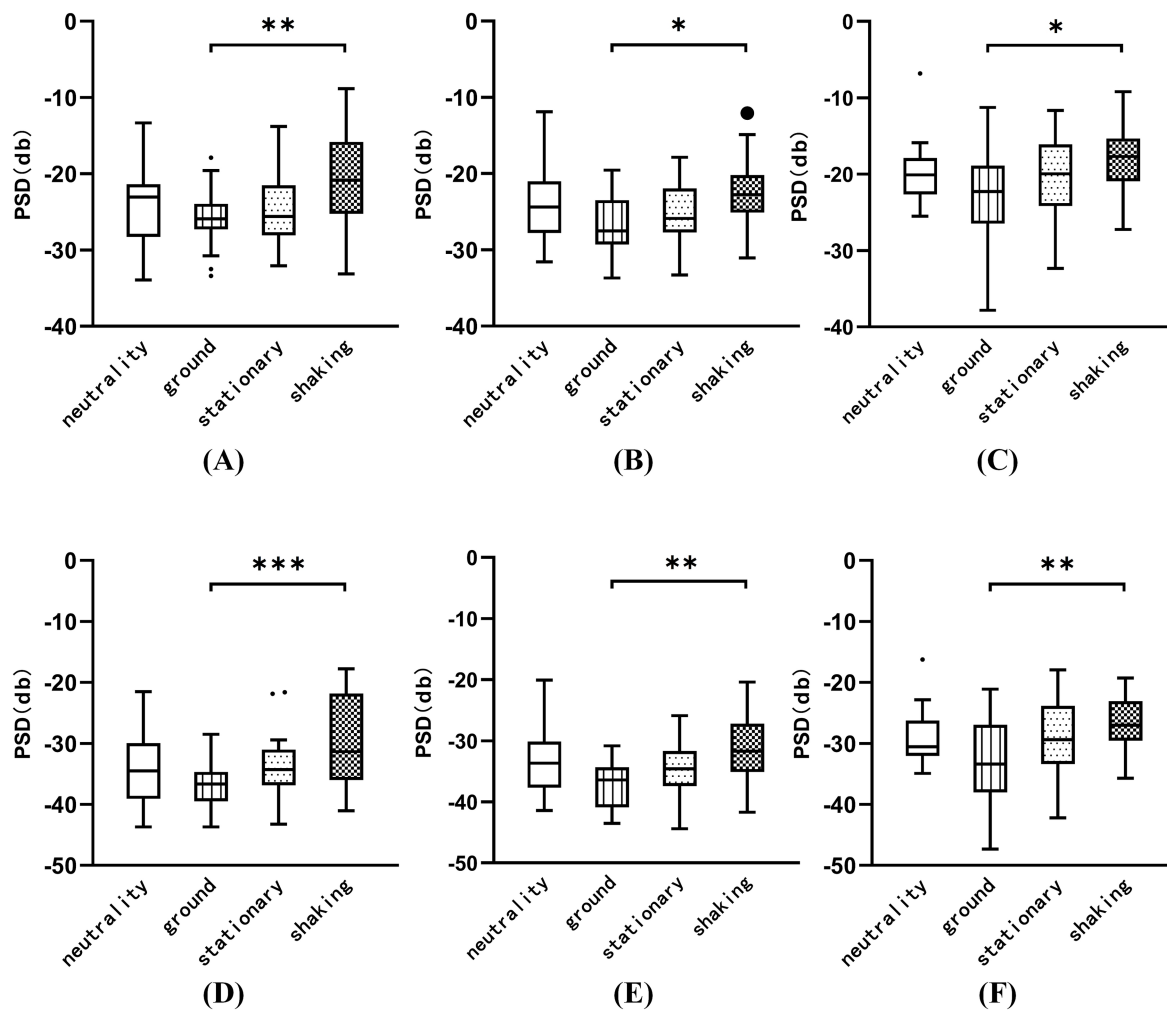 **
PSD(db)
0
-10
-20
-30
-40
neutrality
ground
stationary
shaking
(A)
*
PSD(db)
0
-10
-20
-30
-40
neutrality
ground
stationary
shaking
(B)
*
PSD(db)
0
-10
-20
-30
-40
neutrality
ground
stationary
shaking
(C)
***
PSD(db)
0
-10
-20
-30
-40
-50
neutrality
ground
stationary
shaking
(D)
**
PSD(db)
0
-10
-20
-30
-40
-50
neutrality
ground
stationary
shaking
(E)
**
PSD(db)
0
-10
-20
-30
-40
-50
neutrality
ground
stationary
shaking
(F)